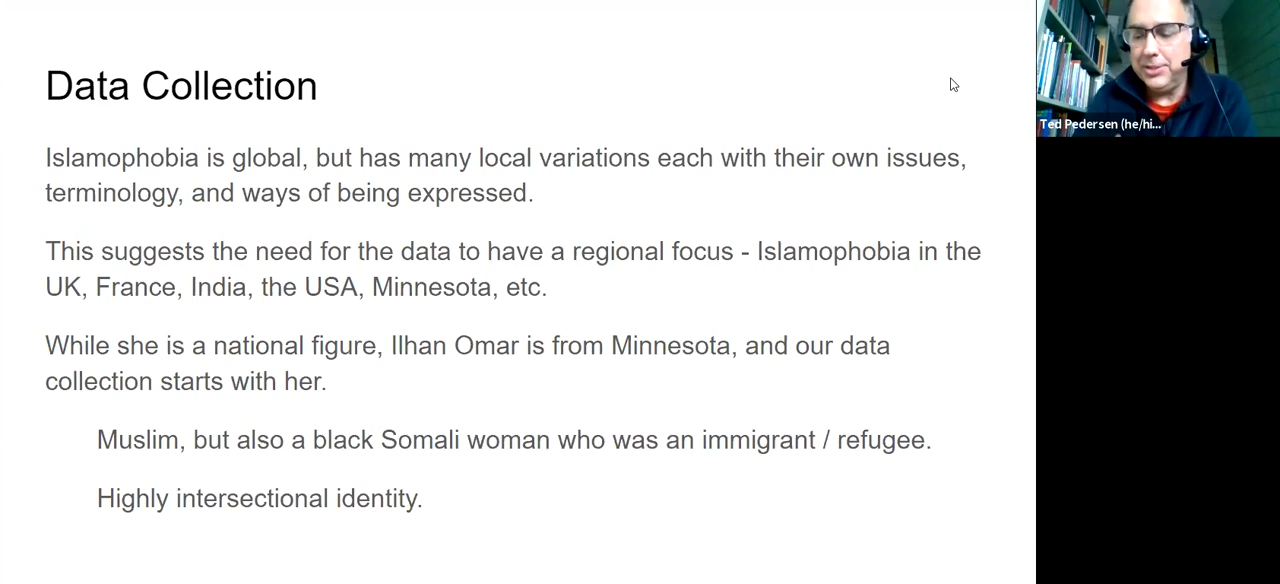 Data Collection
Islamophobia is global, but has many local variations each with their own issues,
terminology, and ways of being expressed.
This suggests the need for the data to have a regional focus - Islamophobia in the
UK, France, India, the USA, Minnesota, etc.
While she is a national figure, Ilhan Omar is from Minnesota, and our data
collection starts with her.
Muslim, but also a black Somali woman who was an immigrant / refugee.
Highly intersectional identity.
Ted Pedersen (he/hi...